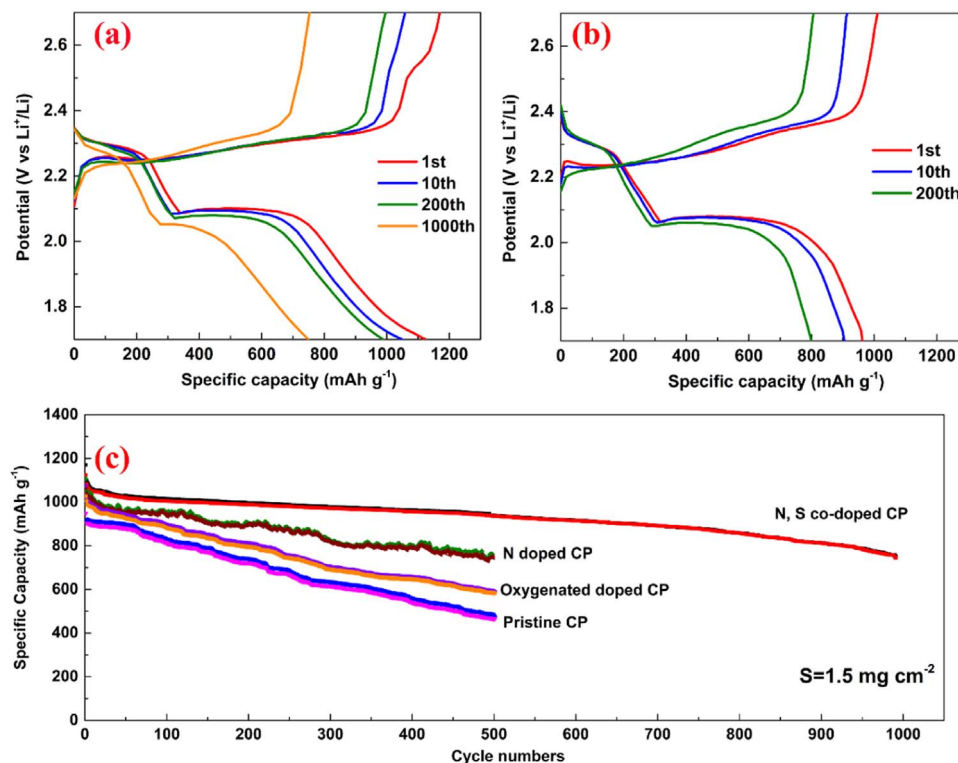 (a)
2.6
2.4
2.2
2.0
1.8
Potential (V vs Li⁺/Li)
1st
10th
200th
1000th
0 200 400 600 800 1000 1200
Specific capacity (mAh g⁻¹)
(b)
2.6
2.4
2.2
2.0
1.8
Potential (V vs Li⁺/Li)
1st
10th
200th
0 200 400 600 800 1000 1200
Specific capacity (mAh g⁻¹)
(c)
1400
1200
1000
800
600
400
200
0
Specific Capacity (mAh g⁻¹)
N, S co-doped CP
N doped CP
Oxygenated doped CP
Pristine CP
S=1.5 mg cm⁻²
0 100 200 300 400 500 600 700 800 900 1000
Cycle numbers